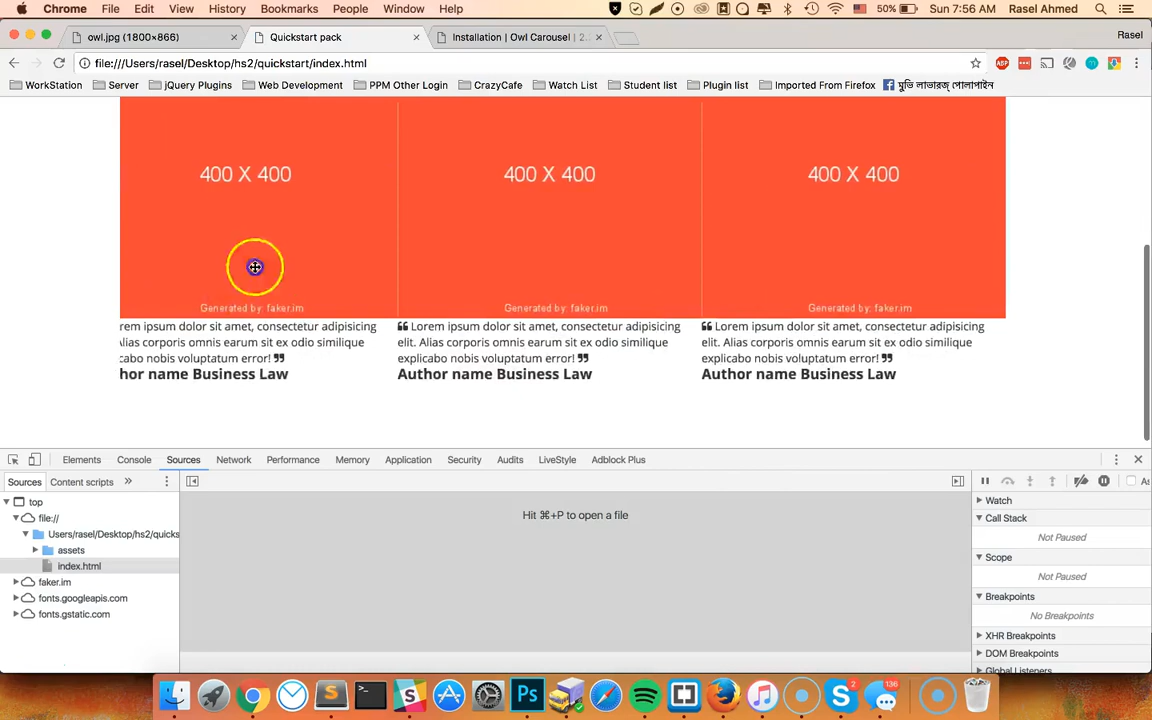 Chrome File Edit View History Bookmarks People Window Help 50% Sun 7:56 AM Rasel Ahmed
owl.jpg (1800×866) × Quickstart pack × Installation | Owl Carousel | 2. × Rasel
file:///Users/rasel/Desktop/hs2/quickstart/index.html ABP
WorkStation Server jQuery Plugins Web Development PPM Other Login CrazyCafe Watch List Student list Plugin list Imported From Firefox মুভি লাভারজ্ পোলাপাইন
400 X 400 400 X 400 400 X 400
Generated by: faker.im Generated by: faker.im Generated by: faker.im
rem ipsum dolor sit amet, consectetur adipisicing ❝ Lorem ipsum dolor sit amet, consectetur adipisicing ❝ Lorem ipsum dolor sit amet, consectetur adipisicing
Alias corporis omnis earum sit ex odio similique elit. Alias corporis omnis earum sit ex odio similique elit. Alias corporis omnis earum sit ex odio similique
cabo nobis voluptatum error! ❞ explicabo nobis voluptatum error! ❞ explicabo nobis voluptatum error! ❞
hor name Business Law Author name Business Law Author name Business Law
Elements Console Sources Network Performance Memory Application Security Audits LiveStyle Adblock Plus ×
Sources Content scripts » As
top
file://
Users/rasel/Desktop/hs2/quicks
assets
index.html
faker.im
fonts.googleapis.com
fonts.gstatic.com
Hit ⌘+P to open a file
Watch
Call Stack
Not Paused
Scope
Not Paused
Breakpoints
No Breakpoints
XHR Breakpoints
DOM Breakpoints
Global Listeners
S >_ Ps S 2 136